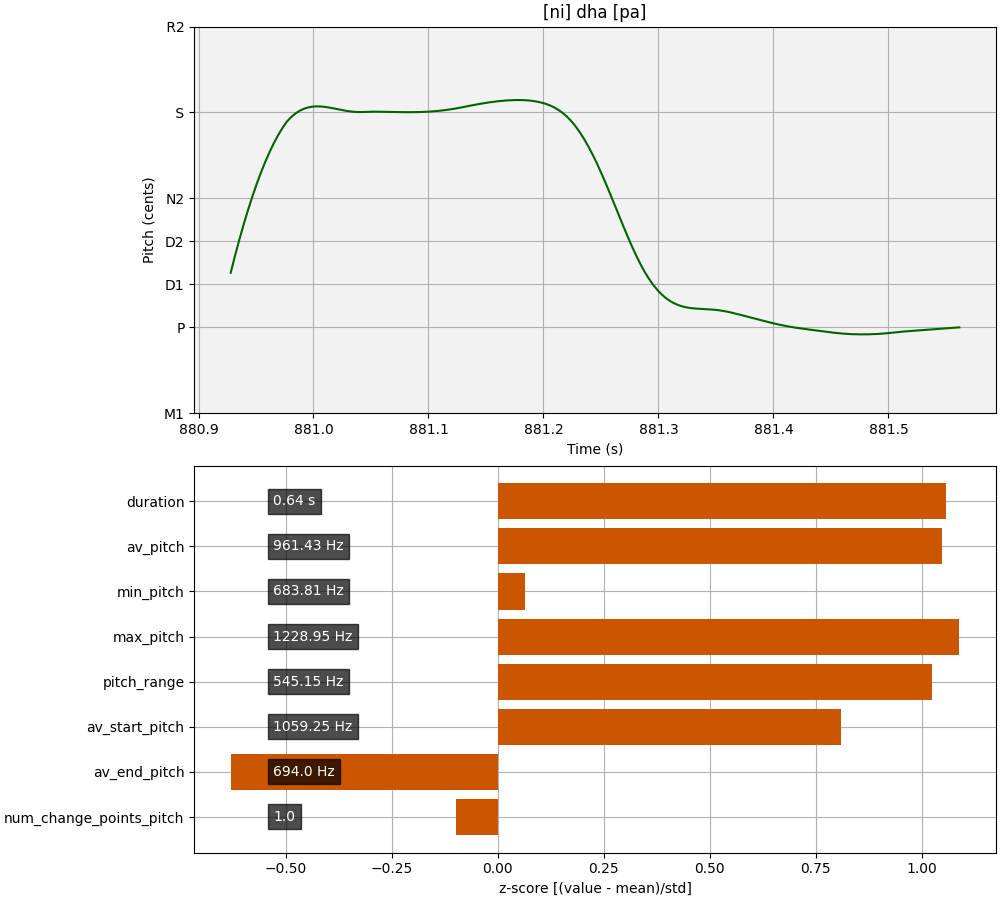 [ni] dha [pa]
R2
S
N2
D2
D1
P
M1
Pitch (cents)
880.9 881.0 881.1 881.2 881.3 881.4 881.5
Time (s)
duration 0.64 s
av_pitch 961.43 Hz
min_pitch 683.81 Hz
max_pitch 1228.95 Hz
pitch_range 545.15 Hz
av_start_pitch 1059.25 Hz
av_end_pitch 694.0 Hz
num_change_points_pitch 1.0
−0.50 −0.25 0.00 0.25 0.50 0.75 1.00
z-score [(value - mean)/std]